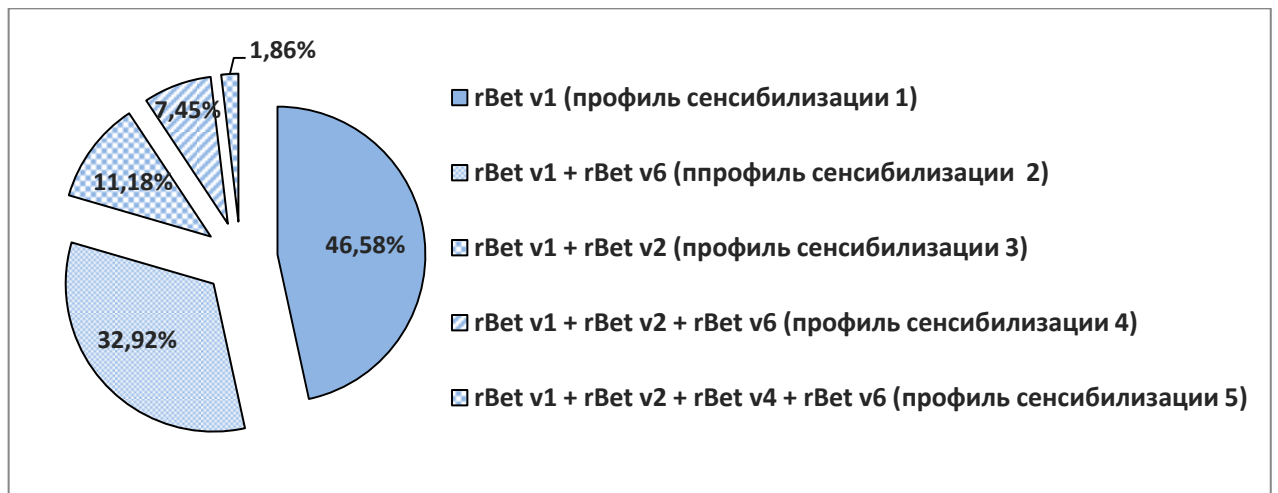 1,86%
7,45%
11,18%
46,58%
32,92%
rBet v1 (профиль сенсибилизации 1)
rBet v1 + rBet v6 (ппрофиль сенсибилизации  2)
rBet v1 + rBet v2 (профиль сенсибилизации 3)
rBet v1 + rBet v2 + rBet v6 (профиль сенсибилизации 4)
rBet v1 + rBet v2 + rBet v4 + rBet v6 (профиль сенсибилизации 5)